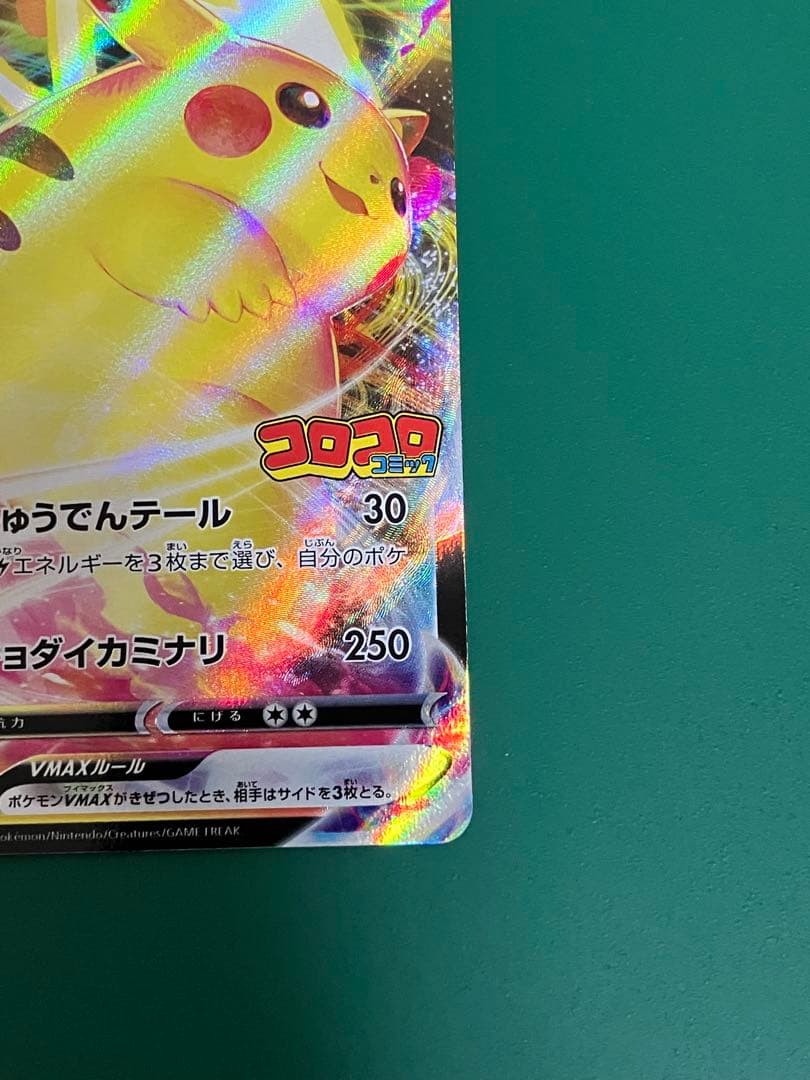 コロコロ
コミック
ゅうでんテール 30
エネルギーを3枚まで選び、自分のポケ
ョダイカミナリ 250
抗力 にげる
VMAXルール
ポケモンVMAXがきぜつしたとき、相手はサイドを3枚とる。
okémon/Nintendo/Creatures/GAME FREAK